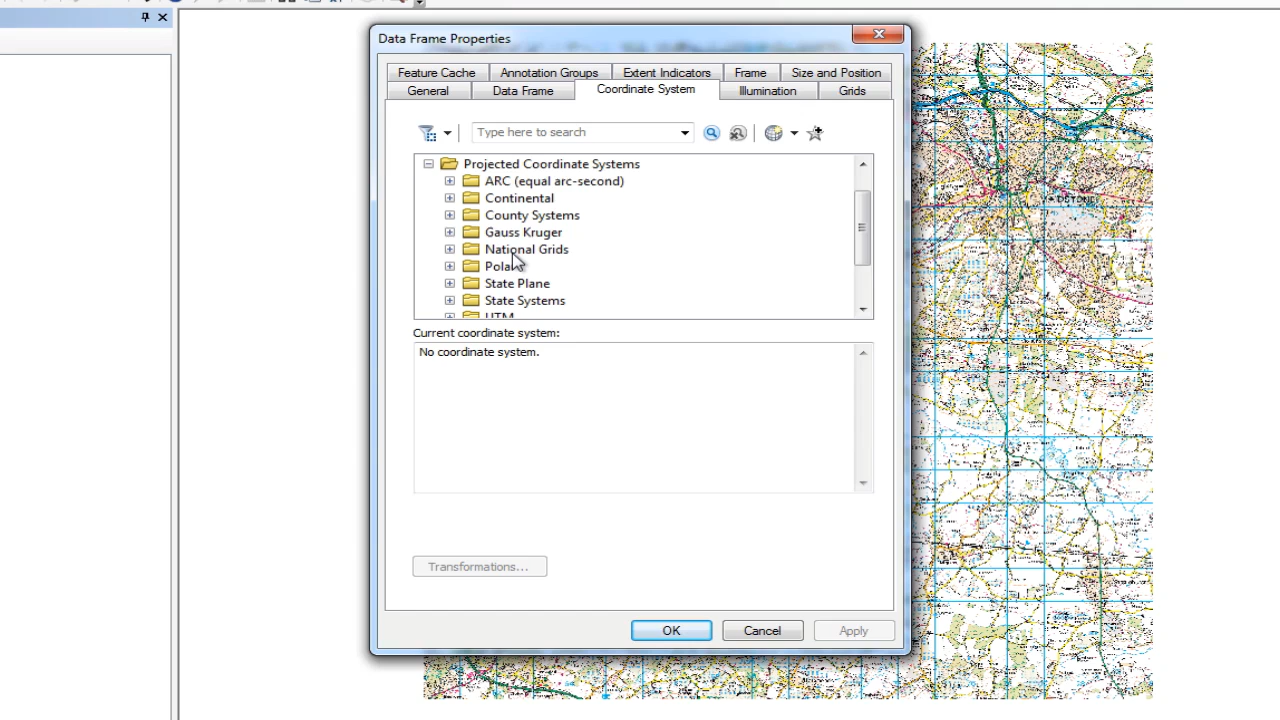 Data Frame Properties
Feature Cache
Annotation Groups
Extent Indicators
Frame
Size and Position
General
Data Frame
Coordinate System
Illumination
Grids
Type here to search
Projected Coordinate Systems
ARC (equal arc-second)
Continental
County Systems
Gauss Kruger
National Grids
Polar
State Plane
State Systems
UTM
Current coordinate system:
No coordinate system.
Transformations...
OK
Cancel
Apply